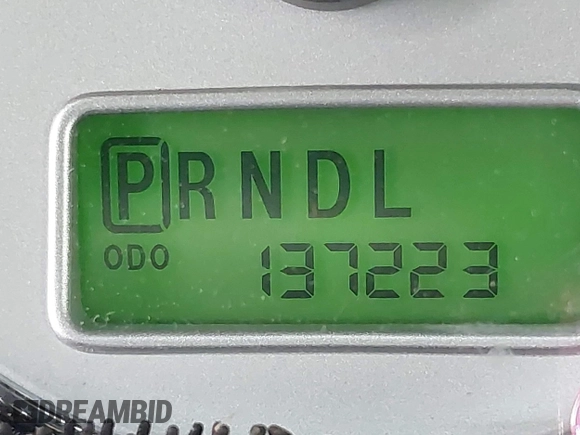 PRNDL
ODO 137223
DREAMBID